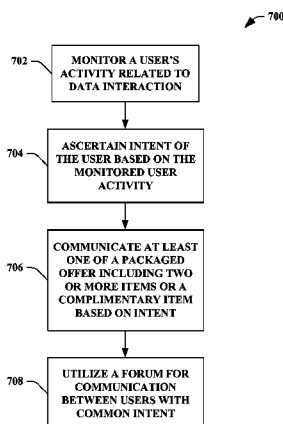 700
702
MONITOR A USER'S
ACTIVITY RELATED TO
DATA INTERACTION
704
ASCERTAIN INTENT OF
THE USER BASED ON THE
MONITORED USER
ACTIVITY
706
COMMUNICATE AT LEAST
ONE OF A PACKAGED
OFFER INCLUDING TWO
OR MORE ITEMS OR A
COMPLIMENTARY ITEM
BASED ON INTENT
708
UTILIZE A FORUM FOR
COMMUNICATION
BETWEEN USERS WITH
COMMON INTENT